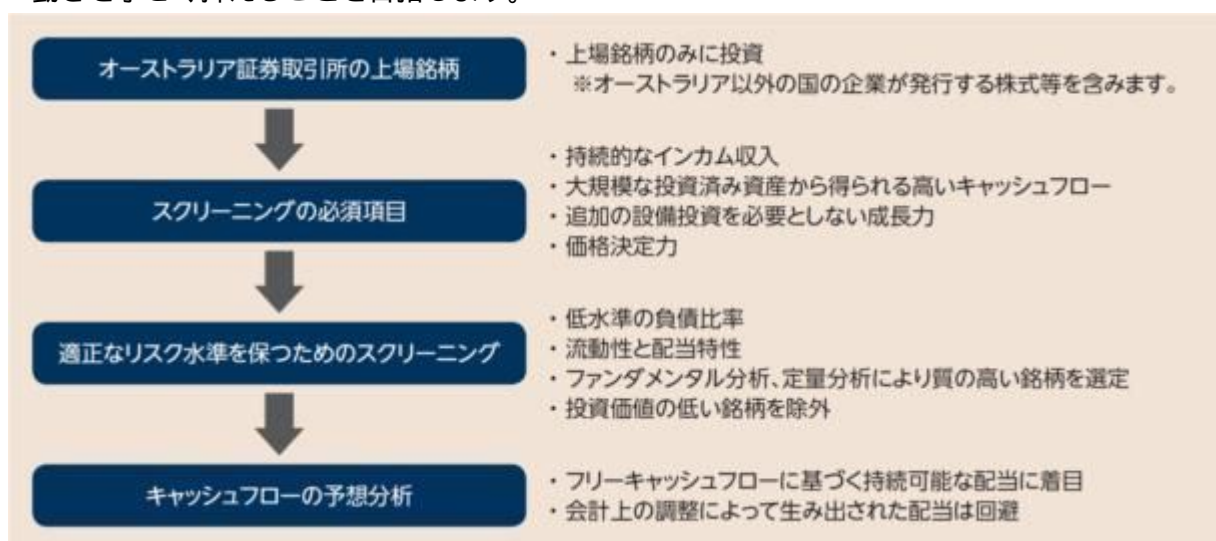 オーストラリア証券取引所の上場銘柄
・上場銘柄のみに投資
※オーストラリア以外の国の企業が発行する株式等を含みます。
スクリーニングの必須項目
・持続的なインカム収入
・大規模な投資済み資産から得られる高いキャッシュフロー
・追加の設備投資を必要としない成長力
・価格決定力
適正なリスク水準を保つためのスクリーニング
・低水準の負債比率
・流動性と配当特性
・ファンダメンタル分析、定量分析により質の高い銘柄を選定
・投資価値の低い銘柄を除外
キャッシュフローの予想分析
・フリーキャッシュフローに基づく持続可能な配当に着目
・会計上の調整によって生み出された配当は回避